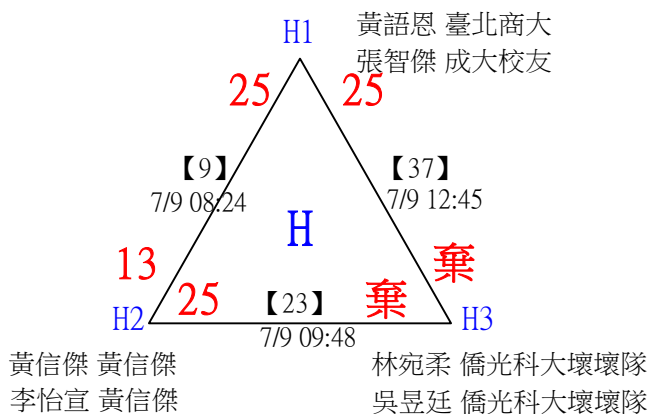 H1
黃語恩 臺北商大
張智傑 成大校友
25
25
【9】
7/9 08:24
【37】
7/9 12:45
H
13
棄
25
【23】
棄
H2
H3
7/9 09:48
黃信傑 黃信傑
李怡宣 黃信傑
林宛柔 僑光科大壞壞隊
吳昱廷 僑光科大壞壞隊